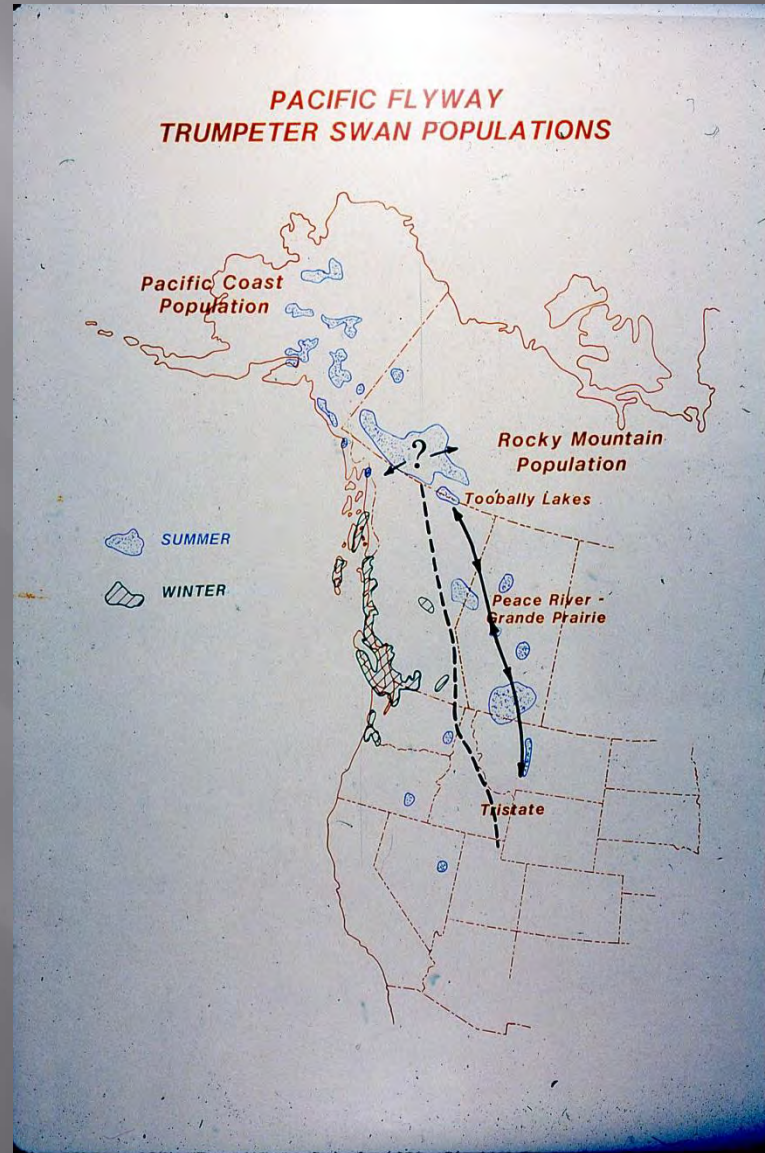 PACIFIC FLYWAY
TRUMPETER SWAN POPULATIONS
Pacific Coast
Population
?
Rocky Mountain
Population
Toobally Lakes
SUMMER
WINTER
Peace River -
Grande Prairie
Tristate